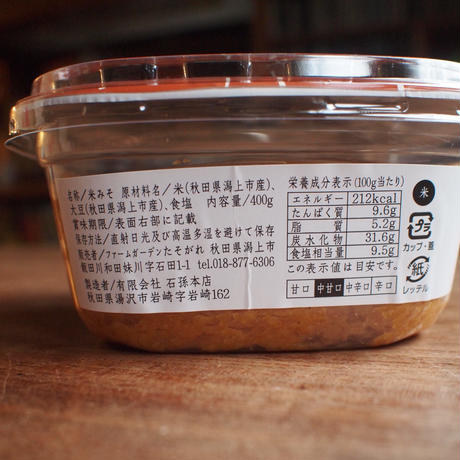 名称/米みそ 原材料名/米(秋田県潟上市産)、
大豆(秋田県潟上市産)、食塩 内容量/400g
賞味期限/表面右部に記載
保存方法/直射日光及び高温多湿を避けて保存
販売者/ファームガーデンたそがれ 秋田県潟上市
飯田川和田妹川字石田1-1 tel.018-877-6306
製造者/有限会社 石孫本店
秋田県湯沢市岩崎字岩崎162
栄養成分表示(100g当たり)
エネルギー 212kcal
たんぱく質 9.6g
脂質 5.2g
炭水化物 31.6g
食塩相当量 9.5g
この表示値は目安です。
甘口 中甘口 中辛口 辛口
米
プラ
カップ・蓋
紙
レッテル